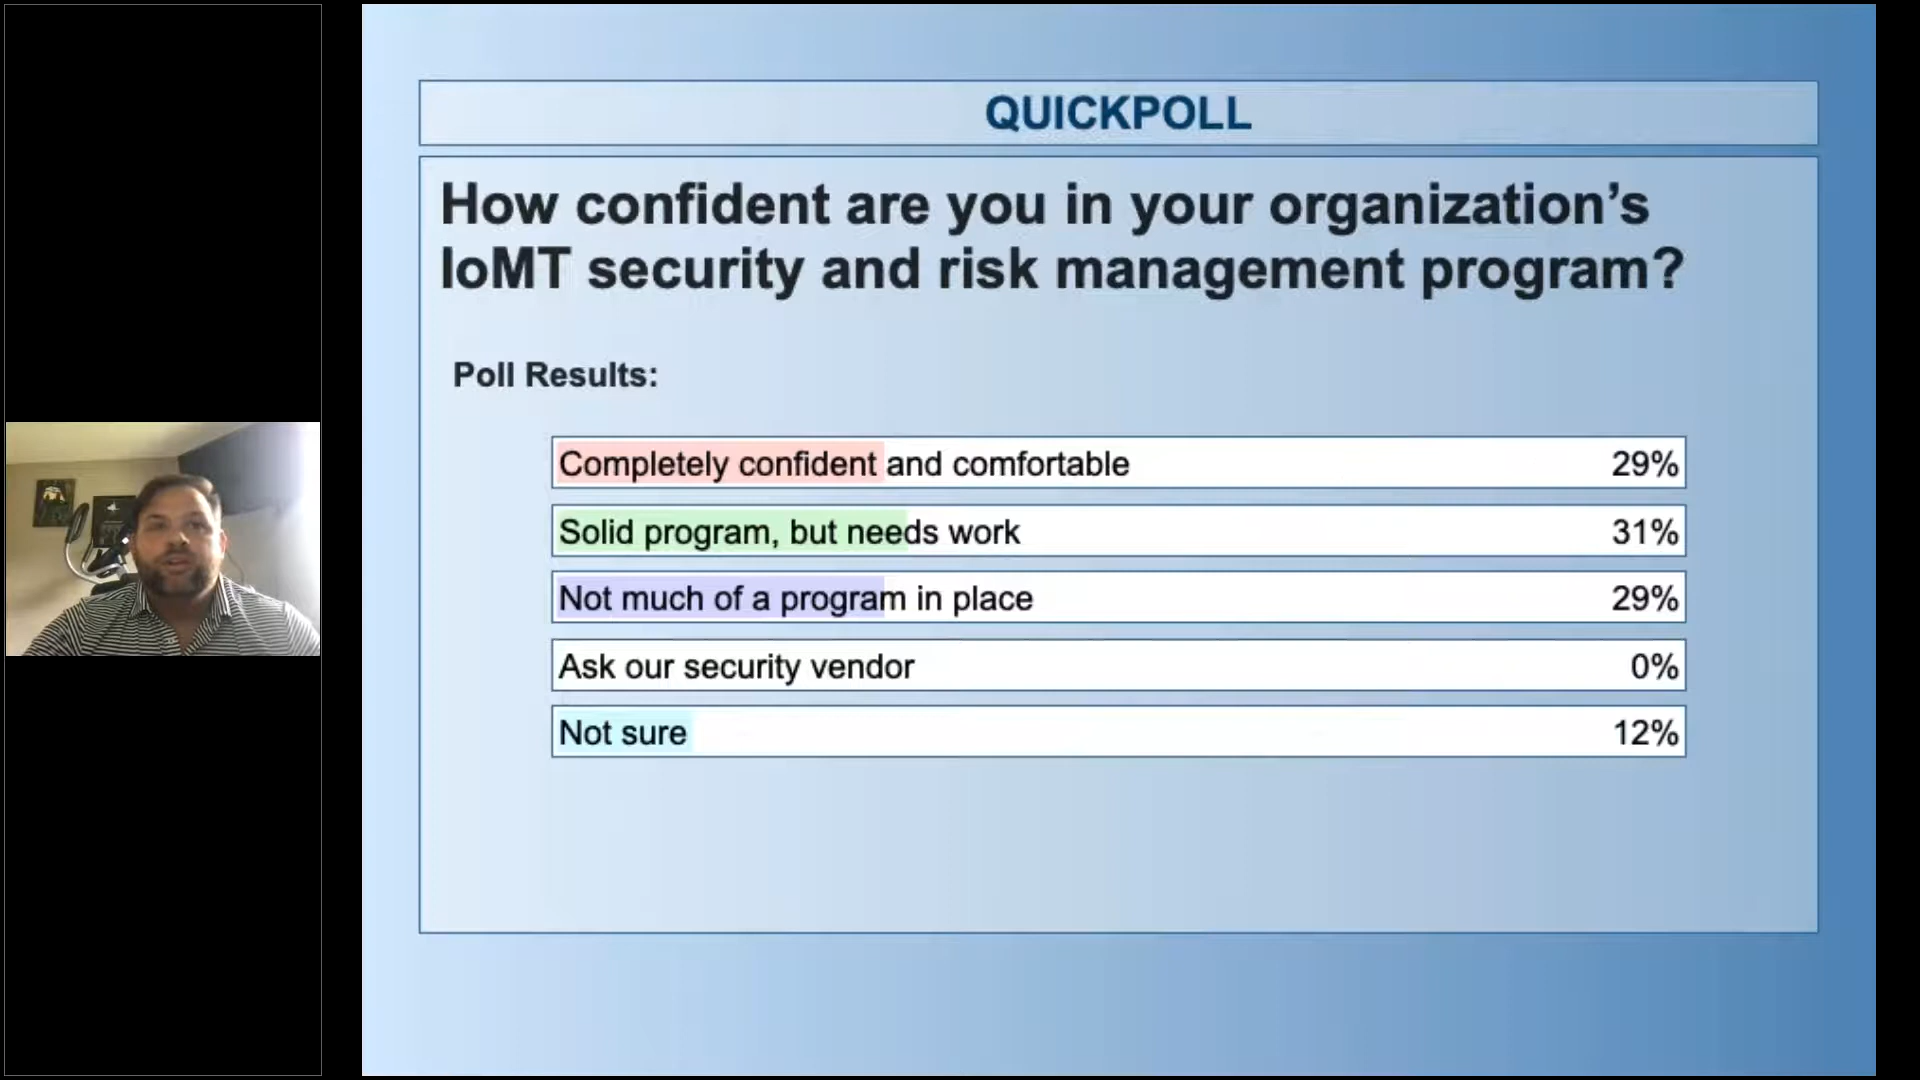 QUICKPOLL
How confident are you in your organization’s
IoMT security and risk management program?
Poll Results:
Completely confident and comfortable 29%
Solid program, but needs work 31%
Not much of a program in place 29%
Ask our security vendor 0%
Not sure 12%